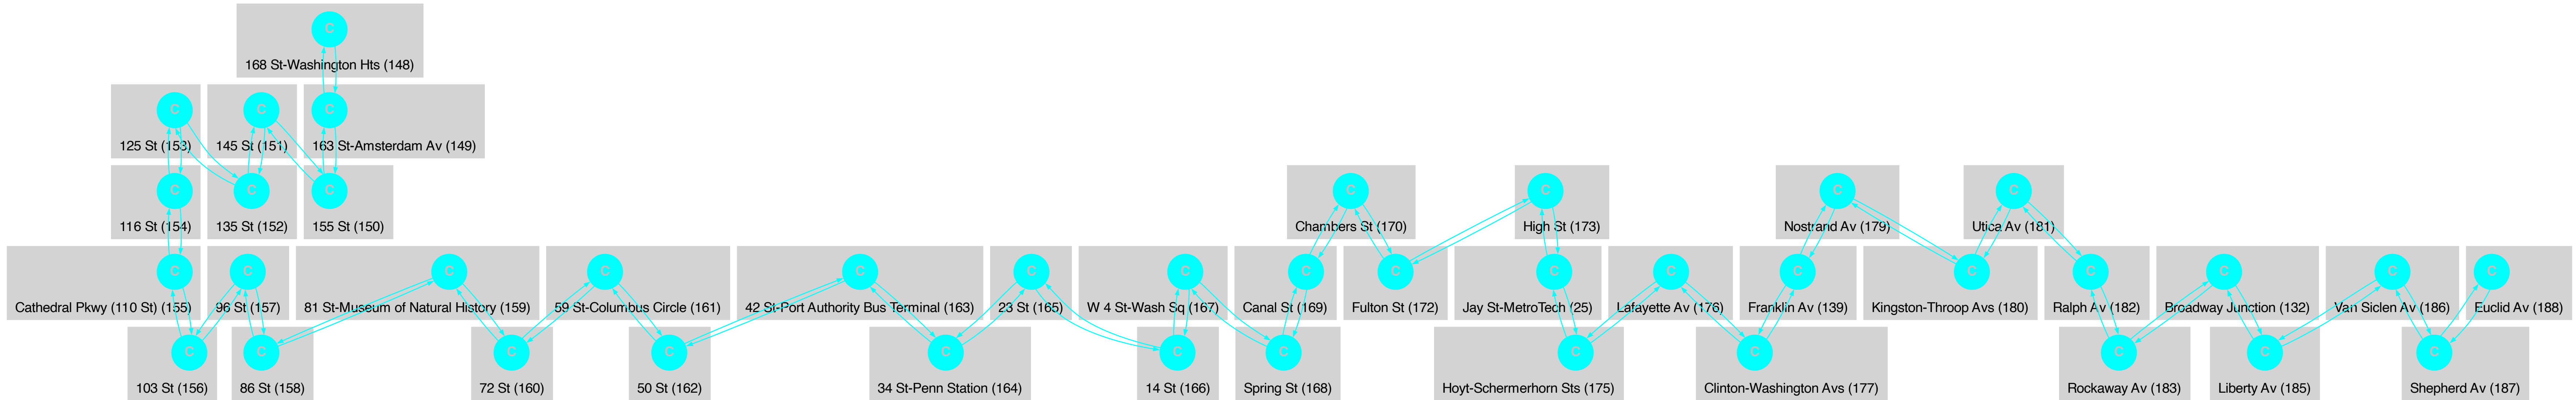 C
168 St-Washington Hts (148)
C
125 St (153)
C
145 St (151)
C
163 St-Amsterdam Av (149)
C
116 St (154)
C
135 St (152)
C
155 St (150)
C
Chambers St (170)
C
High St (173)
C
Nostrand Av (179)
C
Utica Av (181)
C
Cathedral Pkwy (110 St) (155)
C
96 St (157)
C
81 St-Museum of Natural History (159)
C
59 St-Columbus Circle (161)
C
42 St-Port Authority Bus Terminal (163)
C
23 St (165)
C
W 4 St-Wash Sq (167)
C
Canal St (169)
C
Fulton St (172)
C
Jay St-MetroTech (25)
C
Lafayette Av (176)
C
Franklin Av (139)
C
Kingston-Throop Avs (180)
C
Ralph Av (182)
C
Broadway Junction (132)
C
Van Siclen Av (186)
C
Euclid Av (188)
C
103 St (156)
C
86 St (158)
C
72 St (160)
C
50 St (162)
C
34 St-Penn Station (164)
C
14 St (166)
C
Spring St (168)
C
Hoyt-Schermerhorn Sts (175)
C
Clinton-Washington Avs (177)
C
Rockaway Av (183)
C
Liberty Av (185)
C
Shepherd Av (187)